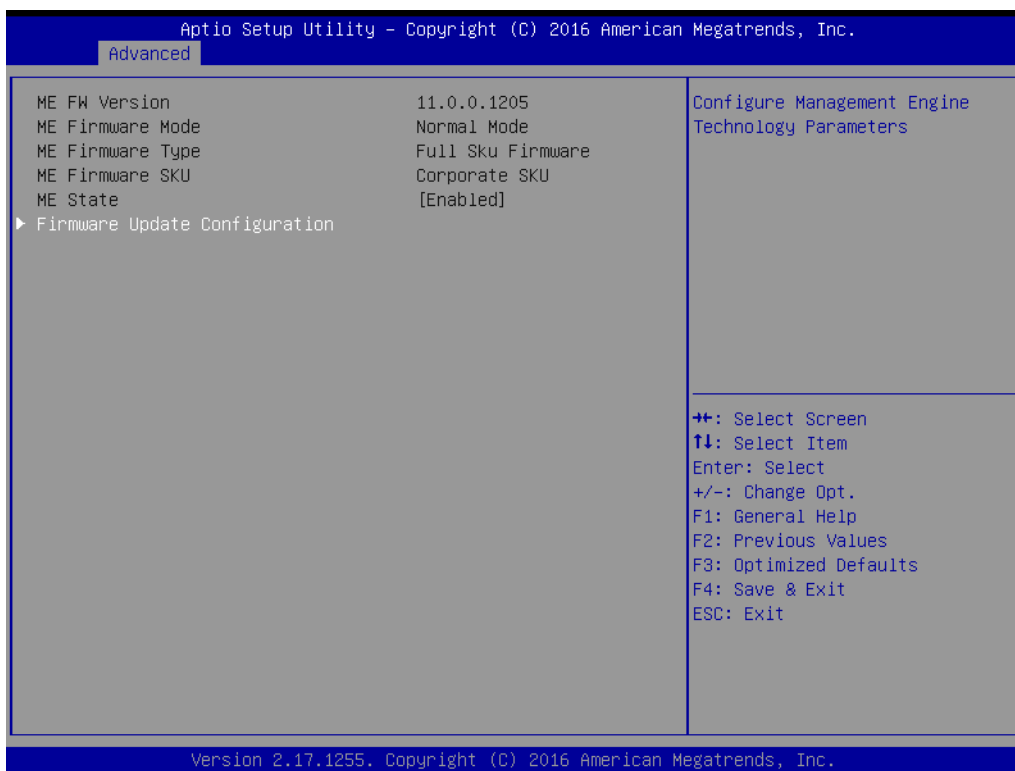 Aptio Setup Utility – Copyright (C) 2016 American Megatrends, Inc.
Advanced
ME FW Version 11.0.0.1205
ME Firmware Mode Normal Mode
ME Firmware Type Full Sku Firmware
ME Firmware SKU Corporate SKU
ME State [Enabled]
Firmware Update Configuration
Configure Management Engine
Technology Parameters
→←: Select Screen
↑↓: Select Item
Enter: Select
+/-: Change Opt.
F1: General Help
F2: Previous Values
F3: Optimized Defaults
F4: Save & Exit
ESC: Exit
Version 2.17.1255. Copyright (C) 2016 American Megatrends, Inc.